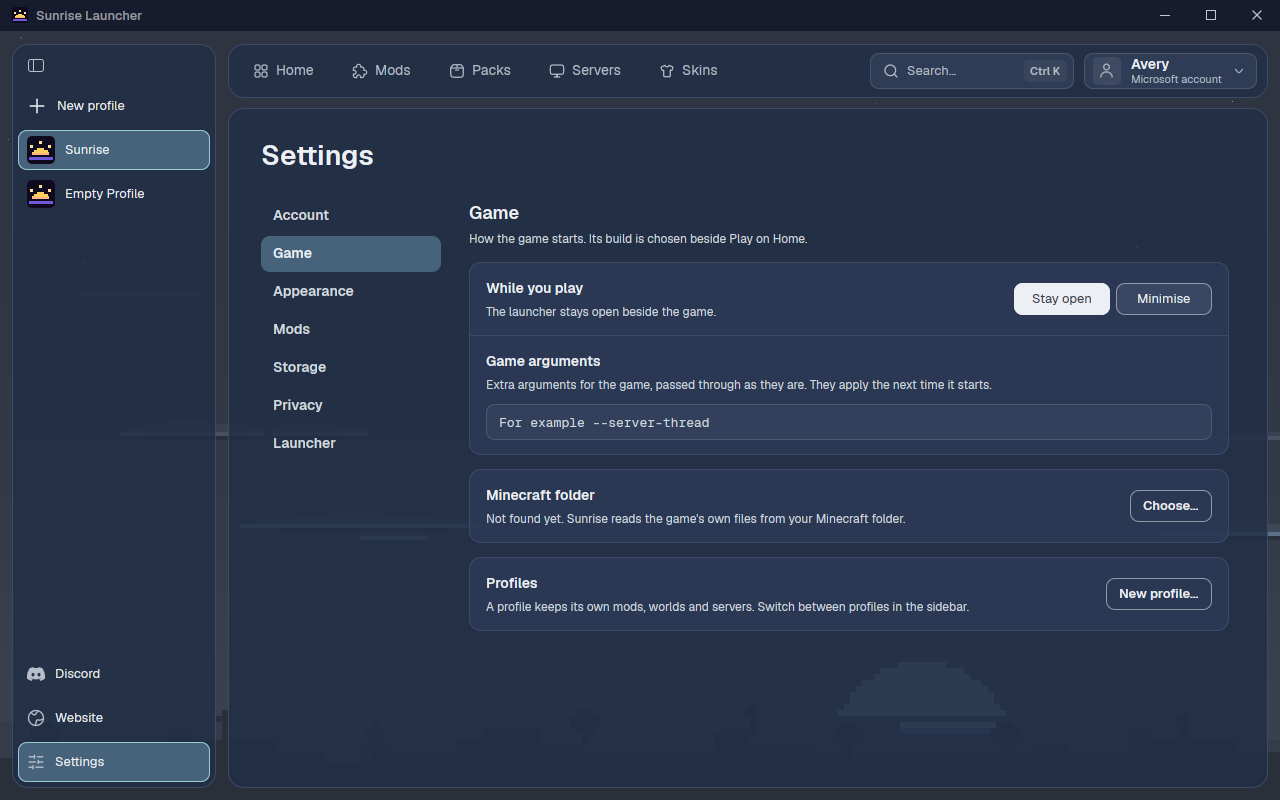 Sunrise Launcher
Home
Mods
Packs
Servers
Skins
Search...
Ctrl K
Avery
Microsoft account
New profile
Sunrise
Empty Profile
Discord
Website
Settings
Settings
Account
Game
Appearance
Mods
Storage
Privacy
Launcher
Game
How the game starts. Its build is chosen beside Play on Home.
While you play
The launcher stays open beside the game.
Stay open
Minimise
Game arguments
Extra arguments for the game, passed through as they are. They apply the next time it starts.
For example --server-thread
Minecraft folder
Not found yet. Sunrise reads the game's own files from your Minecraft folder.
Choose...
Profiles
A profile keeps its own mods, worlds and servers. Switch between profiles in the sidebar.
New profile...